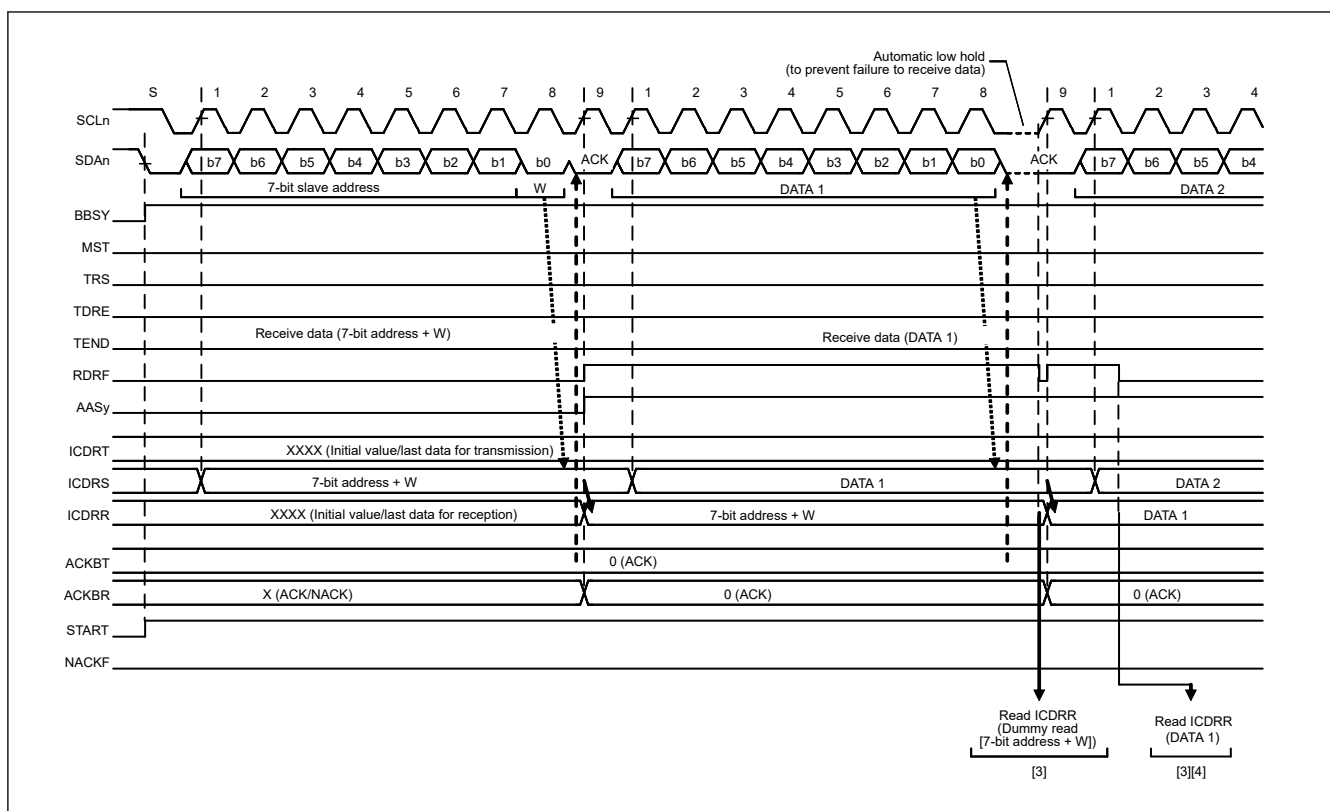 Automatic low hold
(to prevent failure to receive data)
S 1 2 3 4 5 6 7 8 9 1 2 3 4 5 6 7 8 9 1 2 3 4
SCLn
SDAn b7 b6 b5 b4 b3 b2 b1 b0 ACK b7 b6 b5 b4 b3 b2 b1 b0 ACK b7 b6 b5 b4
7-bit slave address W DATA 1 DATA 2
BBSY
MST
TRS
TDRE
Receive data (7-bit address + W) Receive data (DATA 1)
TEND
RDRF
AASy
ICDRT XXXX (Initial value/last data for transmission)
ICDRS 7-bit address + W DATA 1 DATA 2
ICDRR XXXX (Initial value/last data for reception) 7-bit address + W DATA 1
ACKBT 0 (ACK)
ACKBR X (ACK/NACK) 0 (ACK) 0 (ACK)
START
NACKF
Read ICDRR
(Dummy read
[7-bit address + W])
[3]
Read ICDRR
(DATA 1)
[3][4]